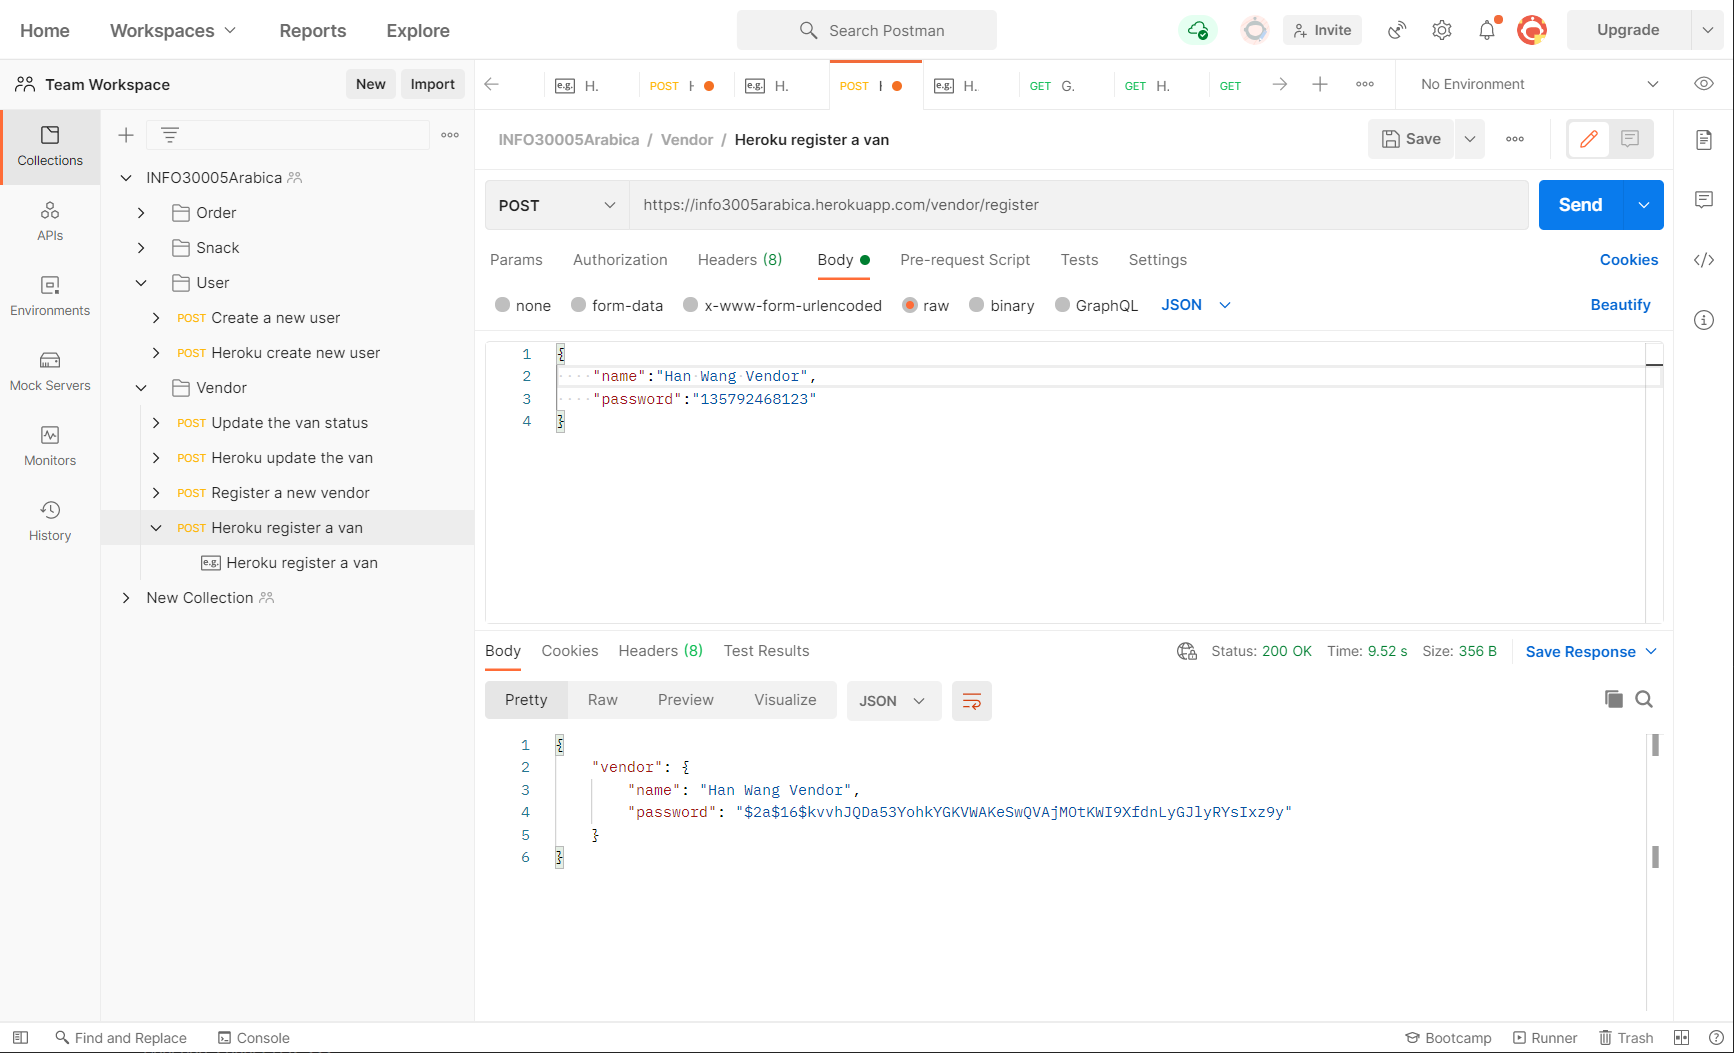 Home Workspaces Reports Explore Search Postman Invite Upgrade
Team Workspace New Import
e.g. H. POST H e.g. H. POST e.g. H. GET G. GET H. GET No Environment
Collections
APIs
Environments
Mock Servers
Monitors
History
INFO30005Arabica
Order
Snack
User
POST Create a new user
POST Heroku create new user
Vendor
POST Update the van status
POST Heroku update the van
POST Register a new vendor
POST Heroku register a van
e.g. Heroku register a van
New Collection
INFO30005Arabica / Vendor / Heroku register a van Save
POST https://info3005arabica.herokuapp.com/vendor/register Send
Params Authorization Headers (8) Body Pre-request Script Tests Settings Cookies
none form-data x-www-form-urlencoded raw binary GraphQL JSON Beautify
1 {
2 ····"name":"Han·Wang·Vendor",
3 ····"password":"135792468123"
4 }
Body Cookies Headers (8) Test Results Status: 200 OK Time: 9.52 s Size: 356 B Save Response
Pretty Raw Preview Visualize JSON
1 {
2 "vendor": {
3 "name": "Han Wang Vendor",
4 "password": "$2a$16$kvvhJQDa53YohkYGKVWAKeSwQVAjMOtKWI9XfdnLyGJlyRYsIxz9y"
5 }
6 }
Find and Replace Console Bootcamp Runner Trash